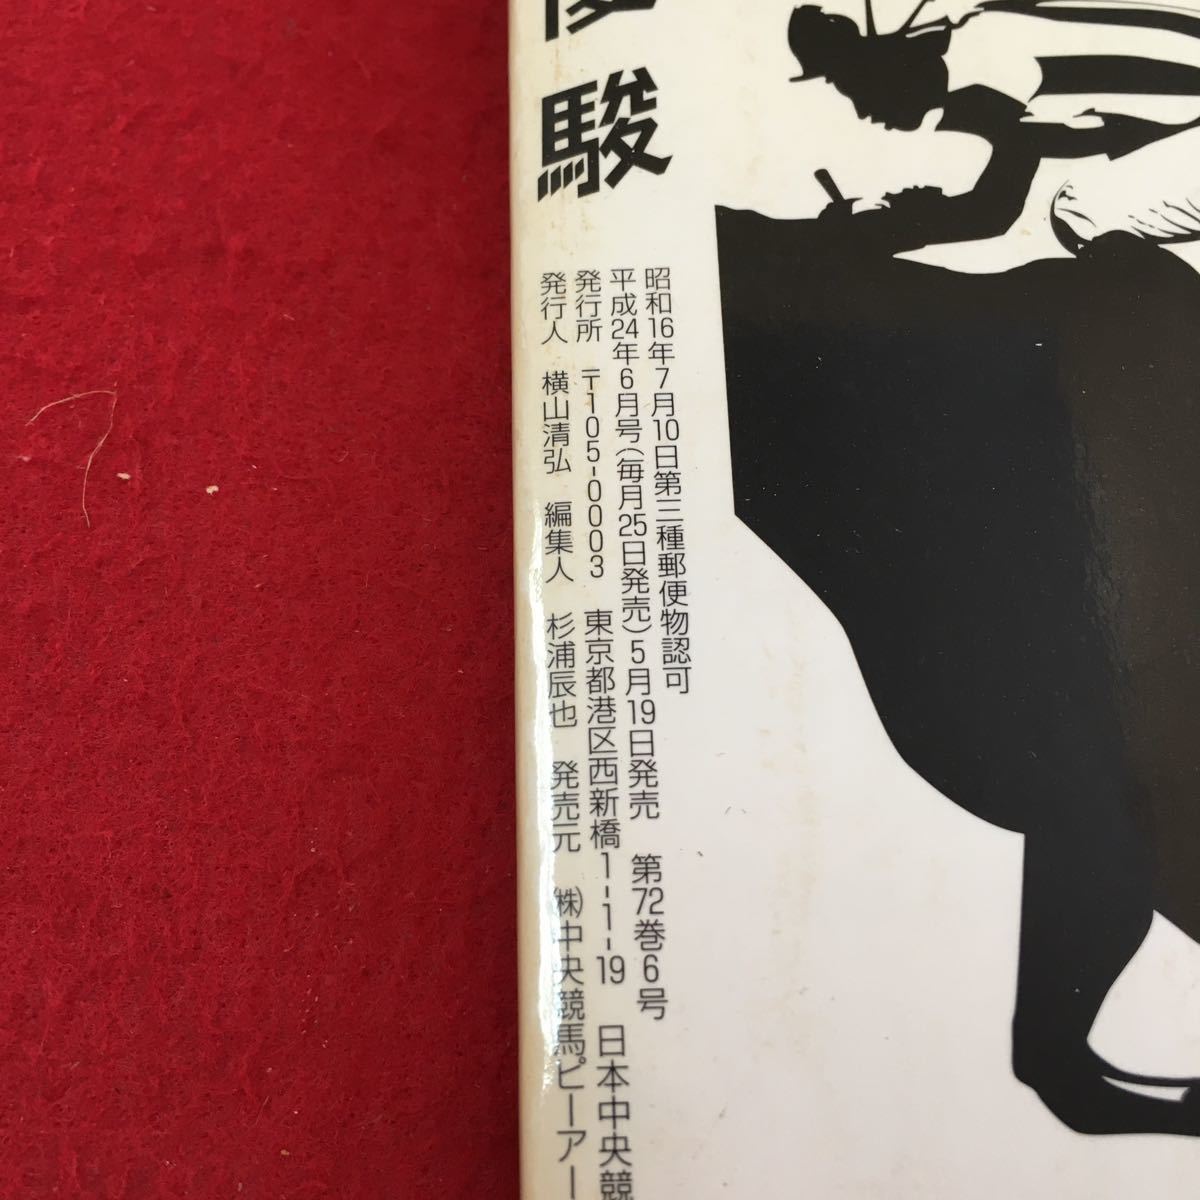 優駿
昭和16年7月10日第三種郵便物認可
平成24年6月号(毎月25日発売)5月19日発売 第72巻6号
発行所 〒105-0003 東京都港区西新橋1-1-19 日本中央競
発行人 横山清弘 編集人 杉浦辰也 発売元 ㈱中央競馬ピーアー